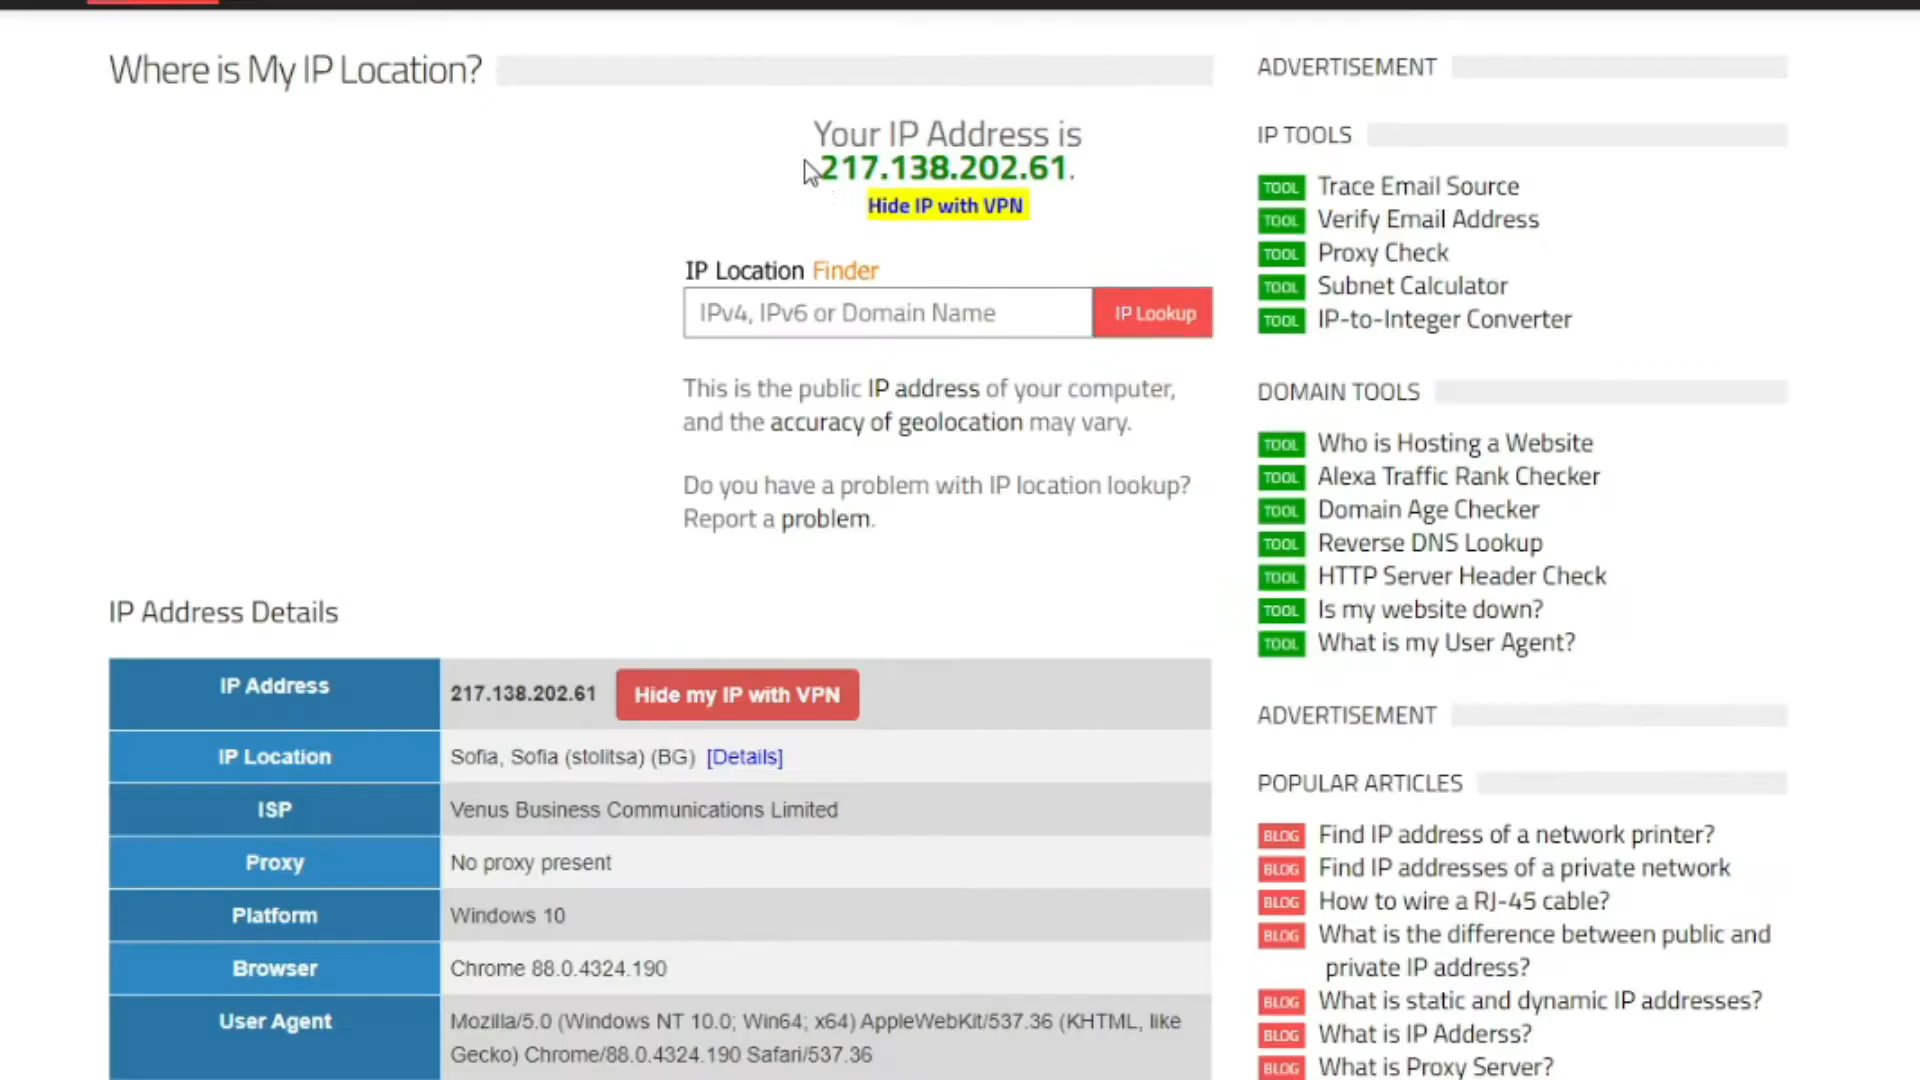 Where is My IP Location?
Your IP Address is
217.138.202.61.
Hide IP with VPN
IP Location Finder
IPv4, IPv6 or Domain Name
IP Lookup
This is the public IP address of your computer,
and the accuracy of geolocation may vary.
Do you have a problem with IP location lookup?
Report a problem.
IP Address Details
IP Address 217.138.202.61 Hide my IP with VPN
IP Location Sofia, Sofia (stolitsa) (BG) [Details]
ISP Venus Business Communications Limited
Proxy No proxy present
Platform Windows 10
Browser Chrome 88.0.4324.190
User Agent Mozilla/5.0 (Windows NT 10.0; Win64; x64) AppleWebKit/537.36 (KHTML, like
Gecko) Chrome/88.0.4324.190 Safari/537.36
ADVERTISEMENT
IP TOOLS
TOOL Trace Email Source
TOOL Verify Email Address
TOOL Proxy Check
TOOL Subnet Calculator
TOOL IP-to-Integer Converter
DOMAIN TOOLS
TOOL Who is Hosting a Website
TOOL Alexa Traffic Rank Checker
TOOL Domain Age Checker
TOOL Reverse DNS Lookup
TOOL HTTP Server Header Check
TOOL Is my website down?
TOOL What is my User Agent?
ADVERTISEMENT
POPULAR ARTICLES
BLOG Find IP address of a network printer?
BLOG Find IP addresses of a private network
BLOG How to wire a RJ-45 cable?
BLOG What is the difference between public and
private IP address?
BLOG What is static and dynamic IP addresses?
BLOG What is IP Adderss?
BLOG What is Proxy Server?